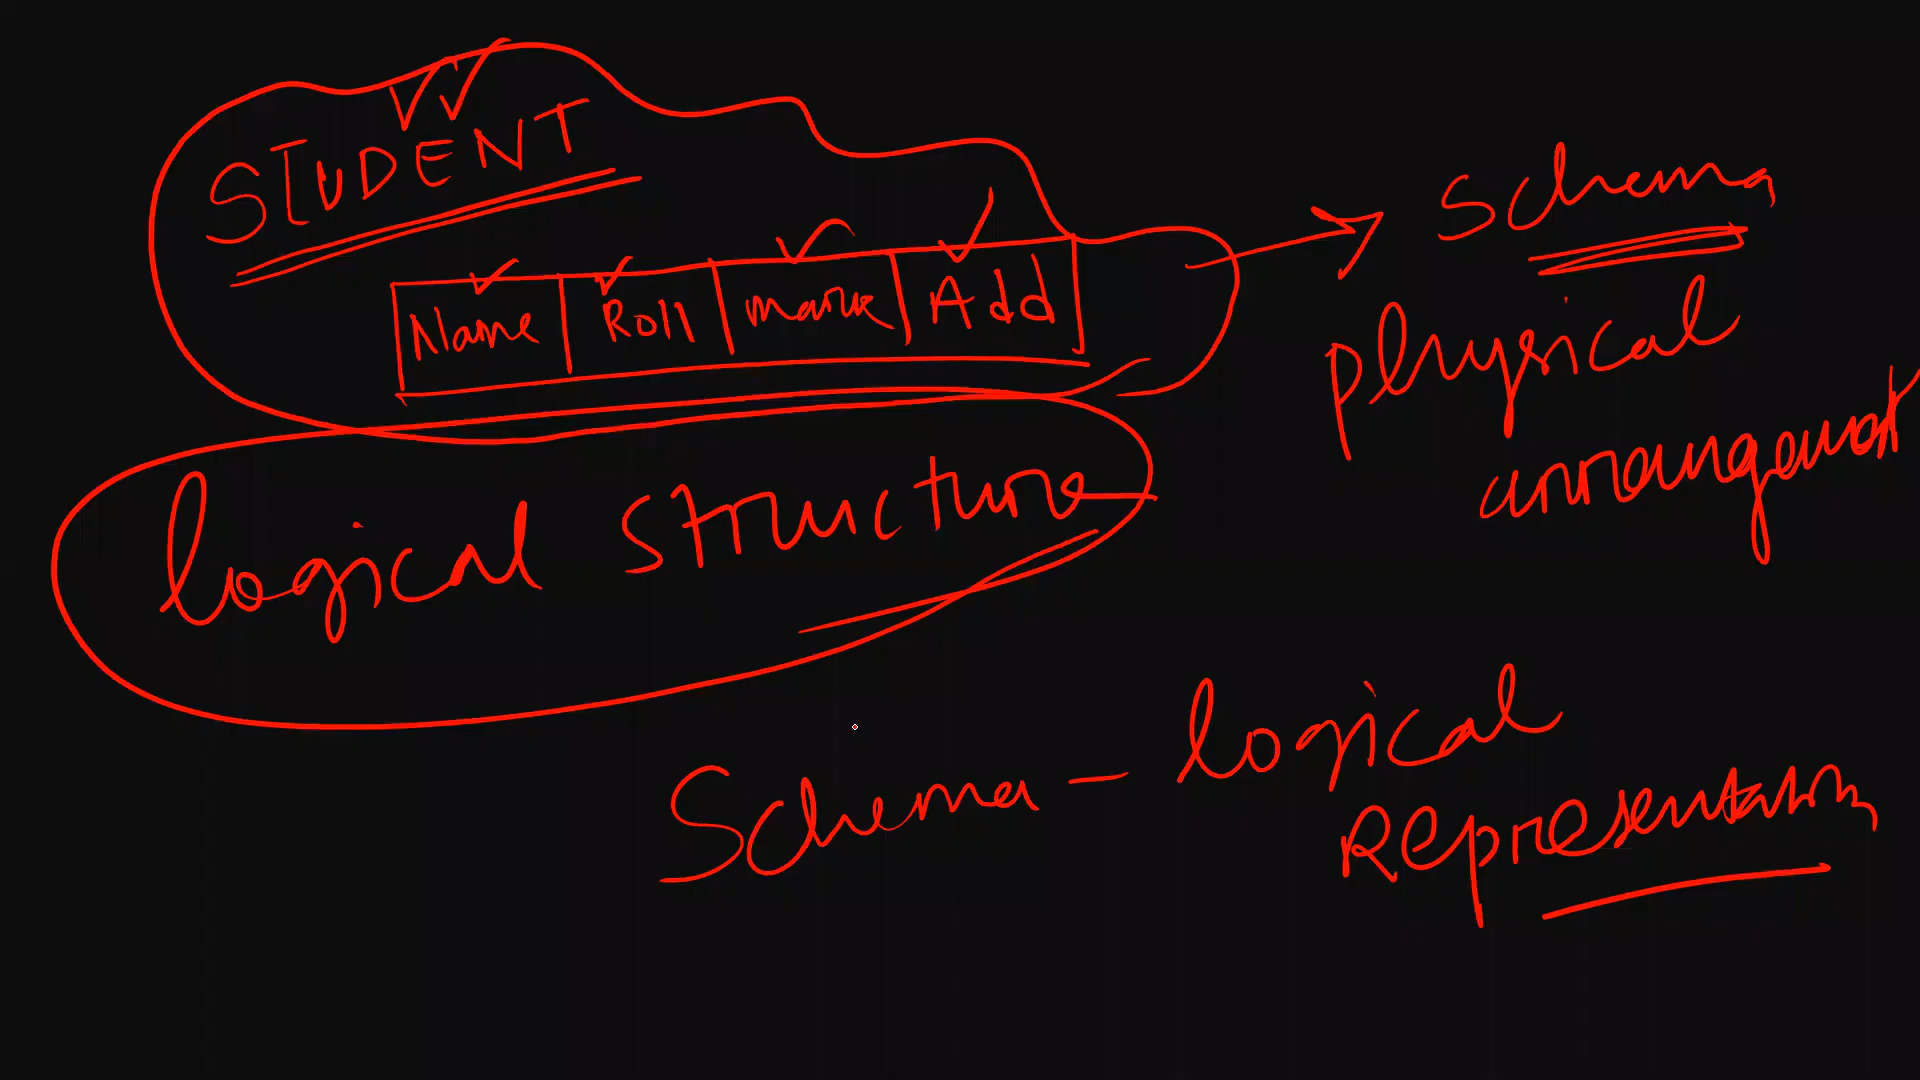 STUDENT
Name Roll mark Add
Schema
physical
arrangement
logical structure
Schema - logical
Representation